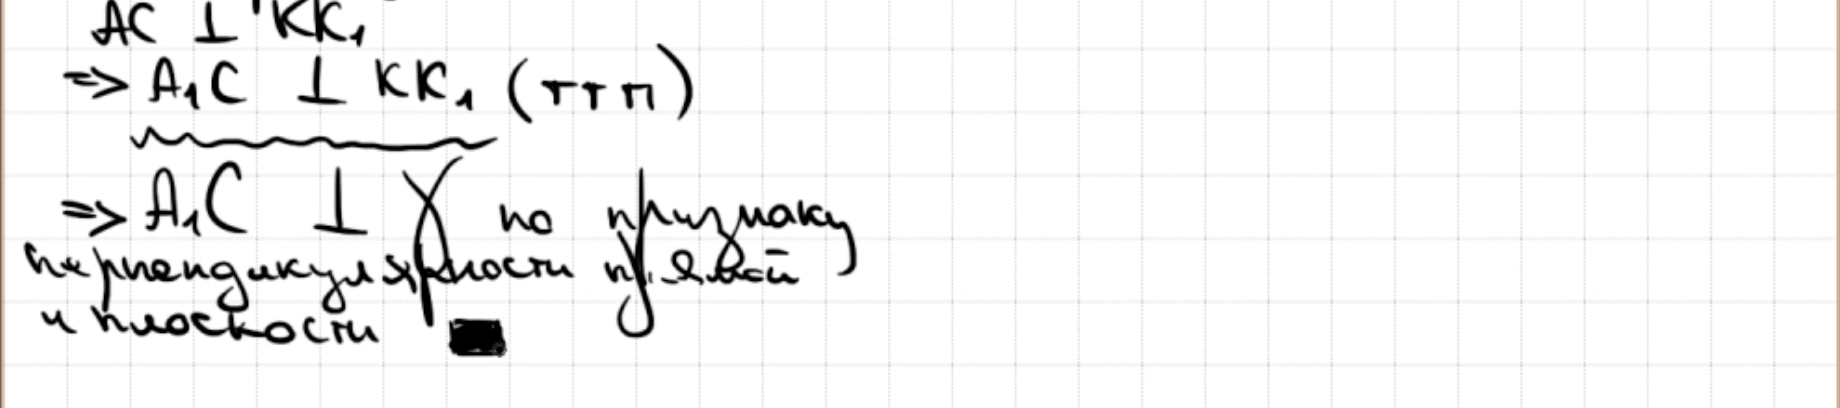 AC ⊥ KK₁
=> A₁C ⊥ KK₁ (ттп)
=> A₁C ⊥ γ по признаку
перпендикулярности прямой
и плоскости